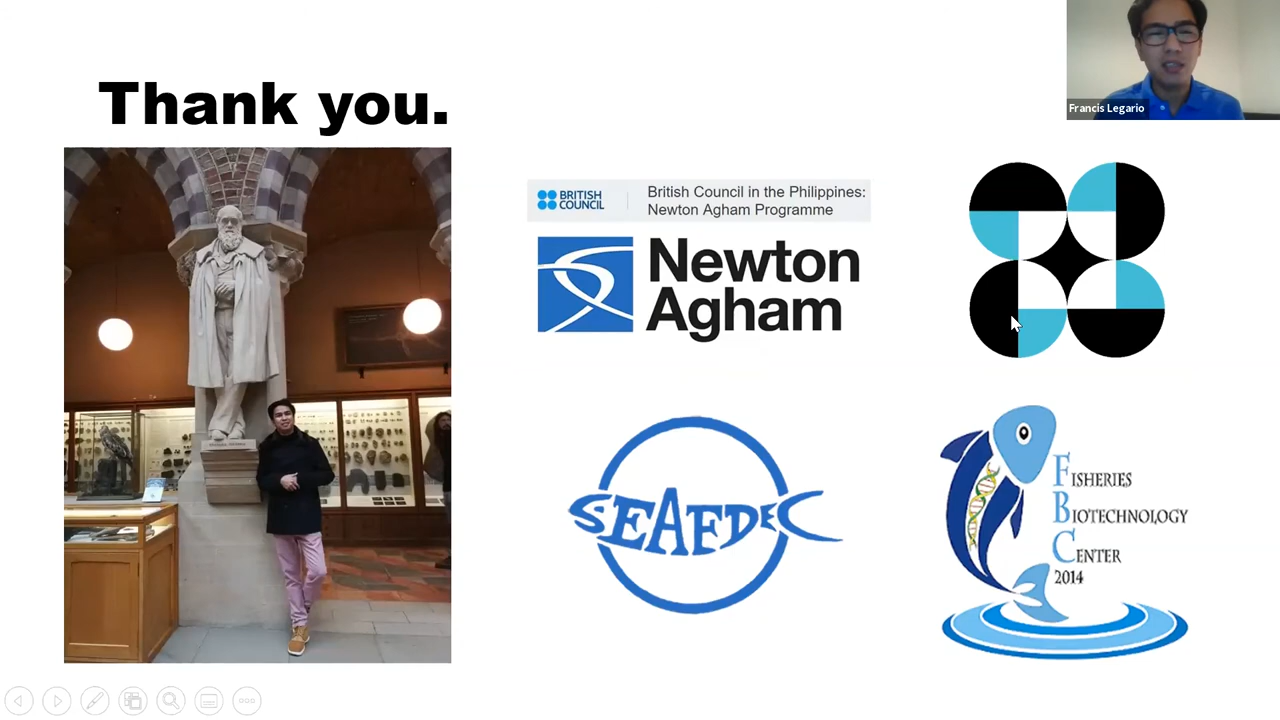 Thank you.
Francis Legario
BRITISH
COUNCIL
British Council in the Philippines:
Newton Agham Programme
Newton
Agham
SEAFDEC
FISHERIES
BIOTECHNOLOGY
CENTER
2014